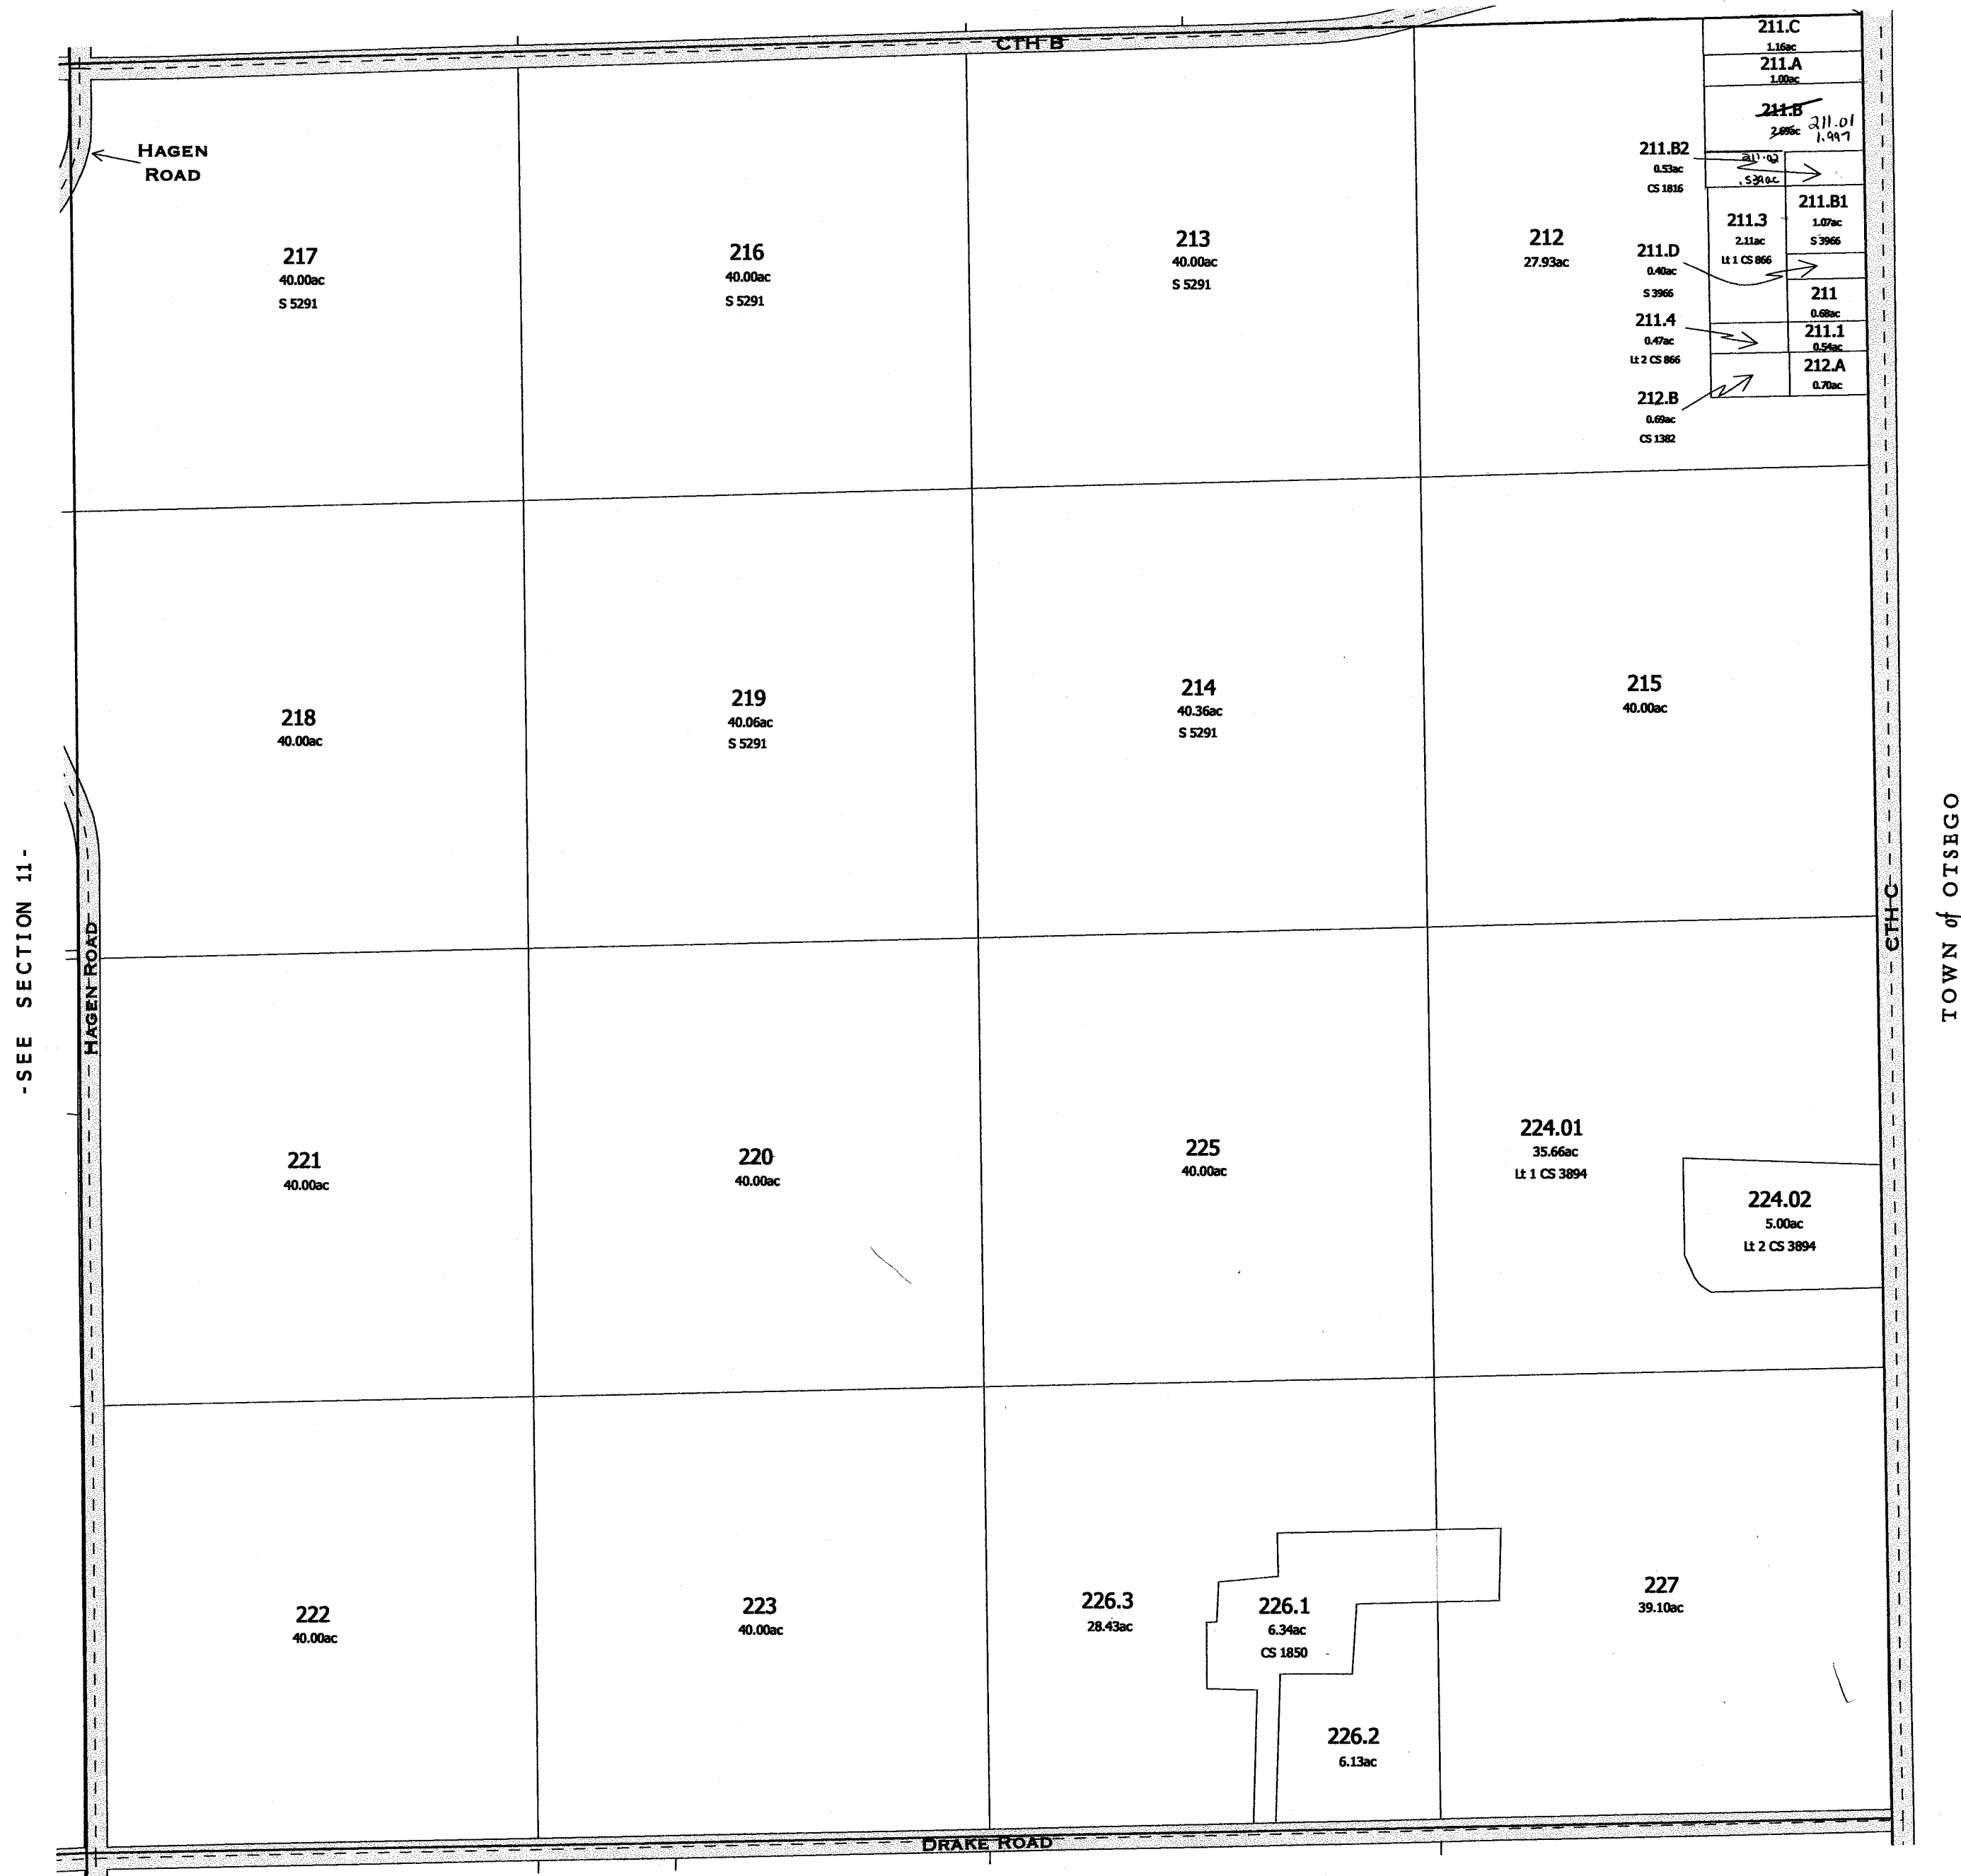 CTH B
HAGEN
ROAD
217
40.00ac
S 5291
216
40.00ac
S 5291
213
40.00ac
S 5291
212
27.93ac
211.C
1.16ac
211.A
1.00ac
211.B
2.69ac
211.01
1.997
211.B2
0.53ac
CS 1816
211.02
.539ac
211.3
2.11ac
Lt 1 CS 866
211.B1
1.07ac
S 3966
211.D
0.40ac
S 3966
211
0.68ac
211.4
0.47ac
Lt 2 CS 866
211.1
0.54ac
212.A
0.70ac
212.B
0.69ac
CS 1382
218
40.00ac
219
40.06ac
S 5291
214
40.36ac
S 5291
215
40.00ac
-SEE SECTION 11-
HAGEN ROAD
CTH C
TOWN of OTSEGO
221
40.00ac
220
40.00ac
225
40.00ac
224.01
35.66ac
Lt 1 CS 3894
224.02
5.00ac
Lt 2 CS 3894
222
40.00ac
223
40.00ac
226.3
28.43ac
226.1
6.34ac
CS 1850
227
39.10ac
226.2
6.13ac
DRAKE ROAD